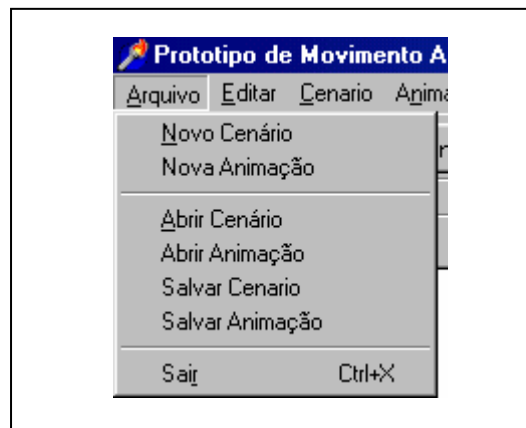 Prototipo de Movimento A
Arquivo Editar Cenario Anima
Novo Cenário
Nova Animação
Abrir Cenário
Abrir Animação
Salvar Cenario
Salvar Animação
Sair Ctrl+X